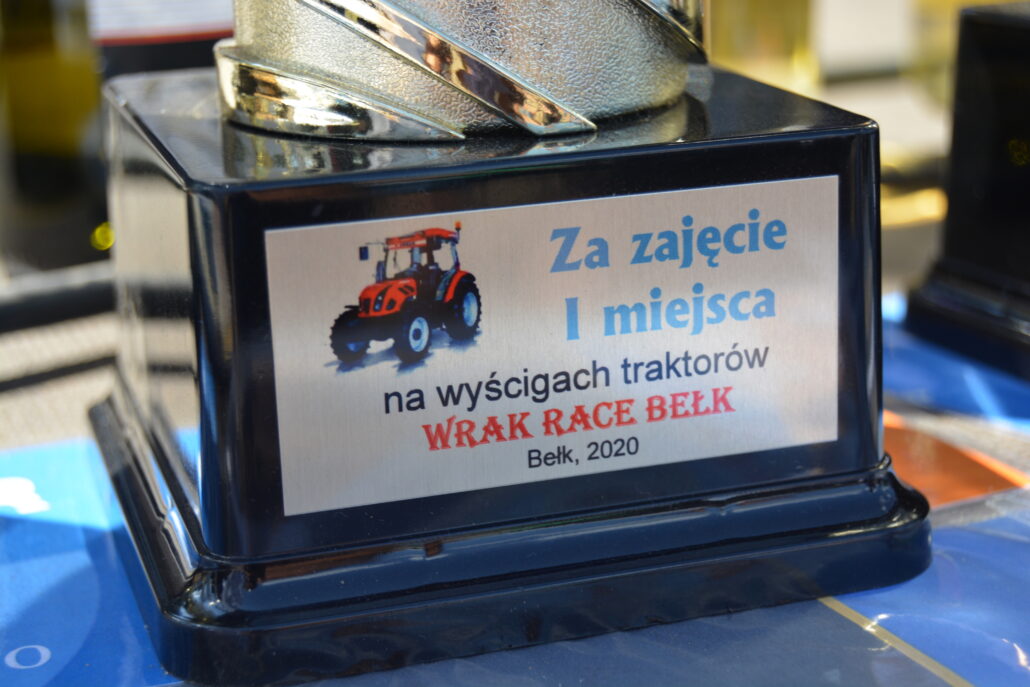 Za zajęcie
I miejsca
na wyścigach traktorów
WRAK RACE BEŁK
Bełk, 2020